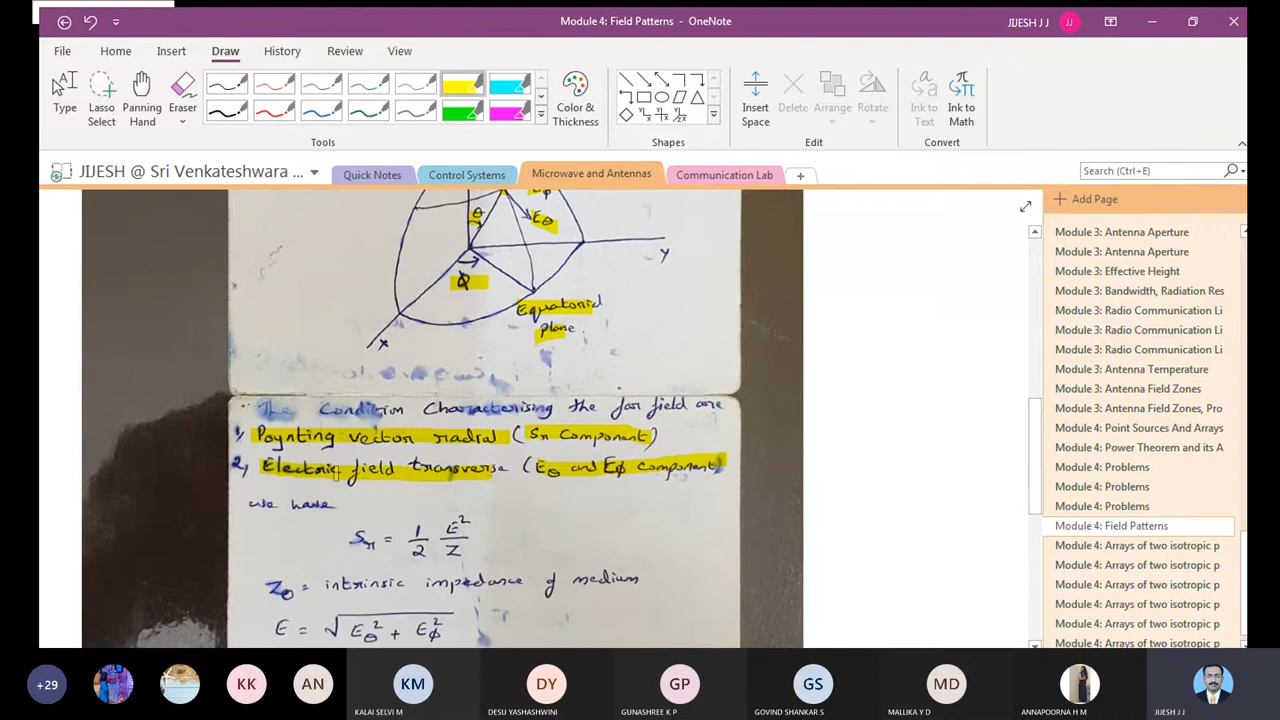 Module 4: Field Patterns - OneNote
JIJESH J J
JJ
File
Home
Insert
Draw
History
Review
View
Type
Lasso
Select
Panning
Hand
Eraser
Color &
Thickness
Insert
Space
Delete
Arrange
Rotate
Ink to
Text
Ink to
Math
Tools
Shapes
Edit
Convert
JIJESH @ Sri Venkateshwara ...
Quick Notes
Control Systems
Microwave and Antennas
Communication Lab
Search (Ctrl+E)
Add Page
Module 3: Antenna Aperture
Module 3: Antenna Aperture
Module 3: Effective Height
Module 3: Bandwidth, Radiation Res
Module 3: Radio Communication Li
Module 3: Radio Communication Li
Module 3: Radio Communication Li
Module 3: Antenna Temperature
Module 3: Antenna Field Zones
Module 3: Antenna Field Zones, Pro
Module 4: Point Sources And Arrays
Module 4: Power Theorem and its A
Module 4: Problems
Module 4: Problems
Module 4: Problems
Module 4: Field Patterns
Module 4: Arrays of two isotropic p
Module 4: Arrays of two isotropic p
Module 4: Arrays of two isotropic p
Module 4: Arrays of two isotropic p
Module 4: Arrays of two isotropic p
Module 4: Arrays of two isotropic p
θ
Eθ
y
ϕ
Equatorial
plane
x
The Condition Characterising the far field are
1, Poynting vector radial (Sr Component)
2, Electric field transverse (Eθ and Eϕ component)
we have
Sr = 1/2 E²/Z
Z₀ = intrinsic impedance of medium
E = √(Eθ² + Eϕ²)
+29
KK
AN
KM
KALAI SELVI M
DY
DESU YASHASHWINI
GP
GUNASHREE K P
GS
GOVIND SHANKAR S
MD
MALLIKA Y D
ANNAPOORNA H M
JIJESH J J